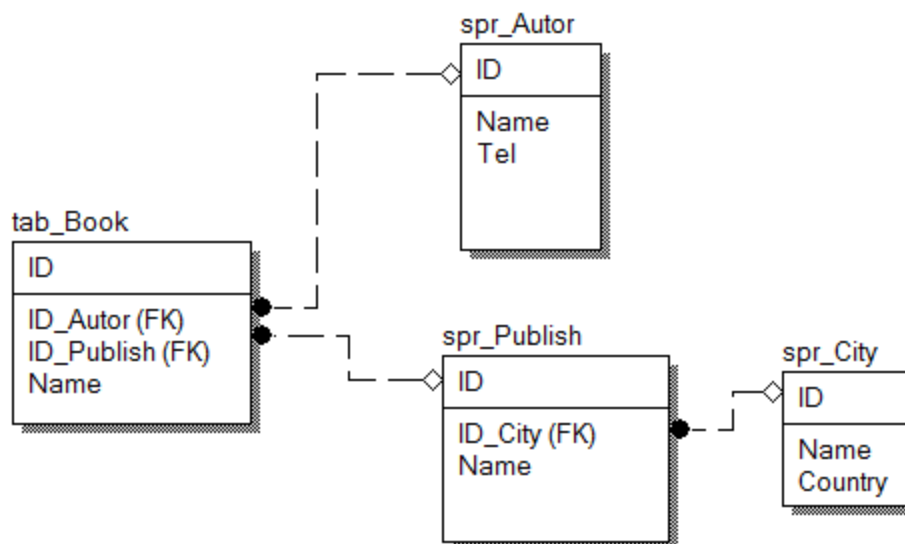 spr_Autor
ID
Name
Tel
tab_Book
ID
ID_Autor (FK)
ID_Publish (FK)
Name
spr_Publish
ID
ID_City (FK)
Name
spr_City
ID
Name
Country